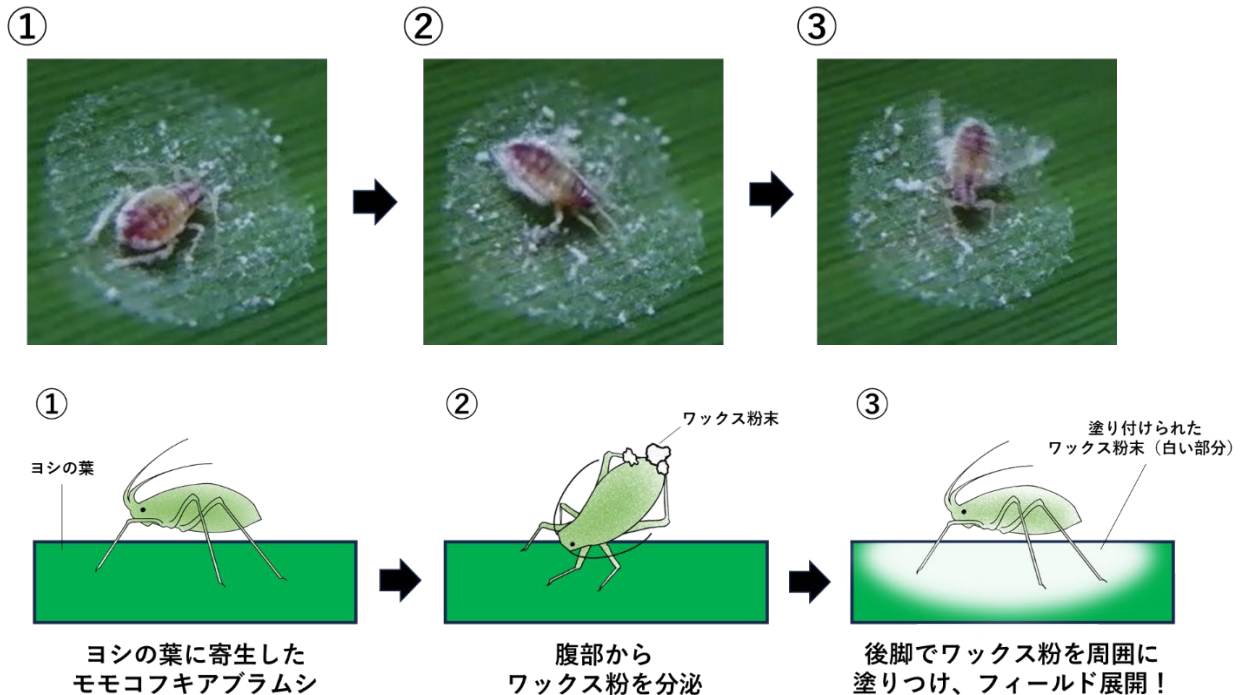 ①
②
③
①
②
③
ヨシの葉
ワックス粉末
塗り付けられた
ワックス粉末（白い部分）
ヨシの葉に寄生した
モモコフキアブラムシ
腹部から
ワックス粉を分泌
後脚でワックス粉を周囲に
塗りつけ、フィールド展開！